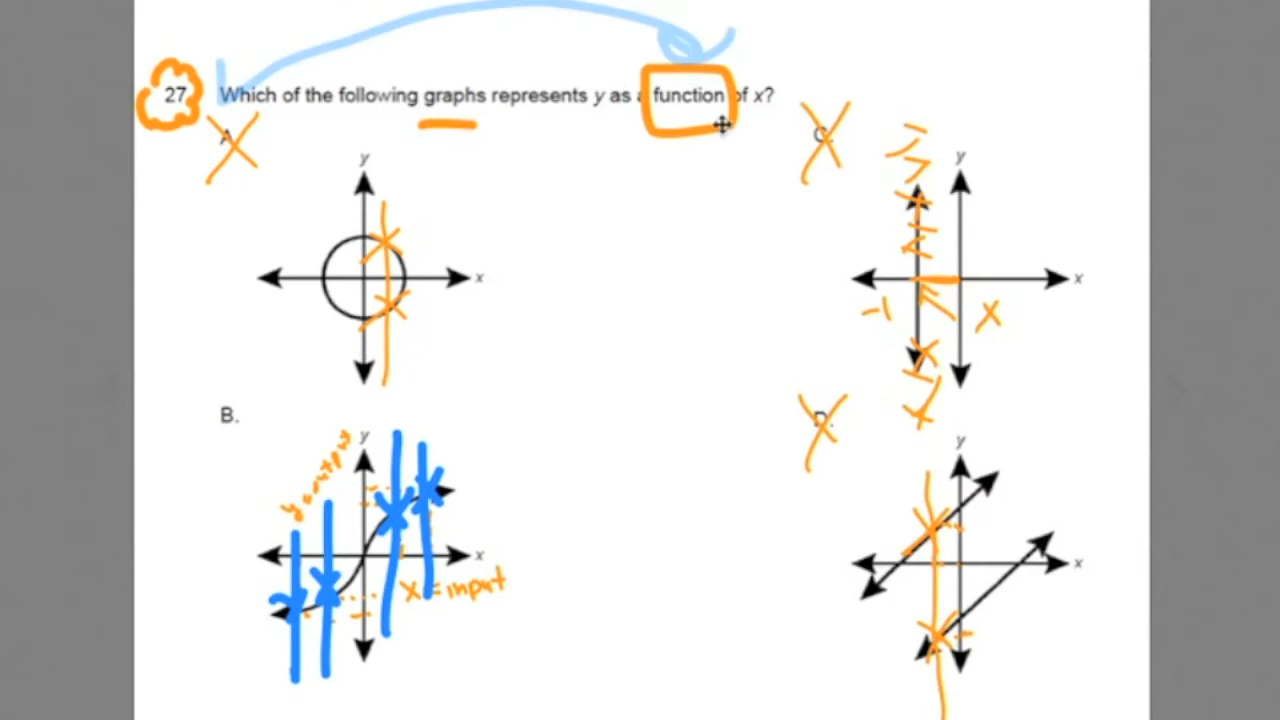 27 Which of the following graphs represents y as a function of x?
A.
y
x
C.
y
x
-1
X
B.
y
x
y = output
X = input
D.
y
x